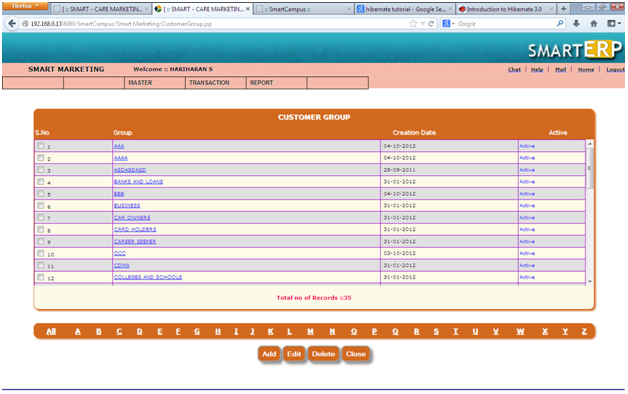 firefox
[ :: SMART - CARE MARKETIN... × [ :: SMART - CARE MARKETIN... × :: SmartCampus :: × hibernate tutorial - Google Se... × Introduction to Hibernate 3.0 ×
192.168.0.13:8080/SmartCampus/Smart Marketing/CustomerGroup.jsp Google
SMARTERP
SMART MARKETING Welcome :: HARIHARAN S Chat | Help | Mail | Home | Logout
MASTER TRANSACTION REPORT
CUSTOMER GROUP
S.No Group Creation Date Active
1 AAA 04-10-2012 Active
2 AAAA 04-10-2012 Active
3 ASDASDASD 28-09-2011 Active
4 BANKS AND LOANS 31-01-2012 Active
5 BBB 04-10-2012 Active
6 BUSINESS 31-01-2012 Active
7 CAR OWNERS 31-01-2012 Active
8 CARD HOLDERS 31-01-2012 Active
9 CAREER SEEKER 31-01-2012 Active
10 CCC 03-10-2012 Active
11 CDMA 31-01-2012 Active
12 COLLEGES AND SCHOOLS 31-01-2012 Active
Total no of Records ::35
All A B C D E F G H I J K L M N O P Q R S T U V W X Y Z
Add Edit Delete Close